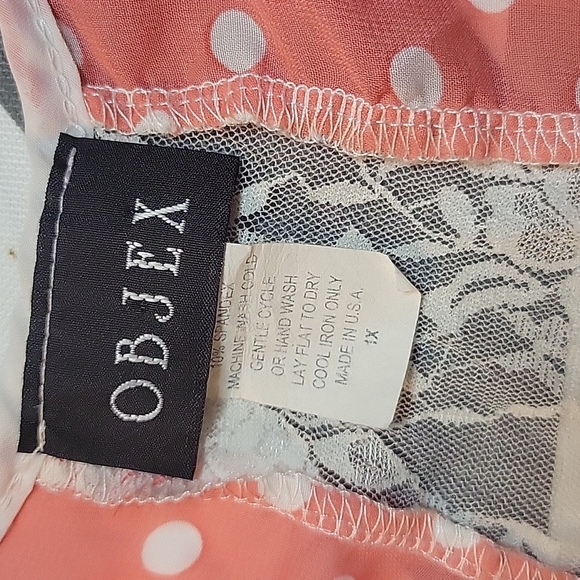 OBJEX
10% SPANDEX
MACHINE WASH COLD
GENTLE CYCLE
OR HAND WASH
LAY FLAT TO DRY
COOL IRON ONLY
MADE IN U.S.A.
1X